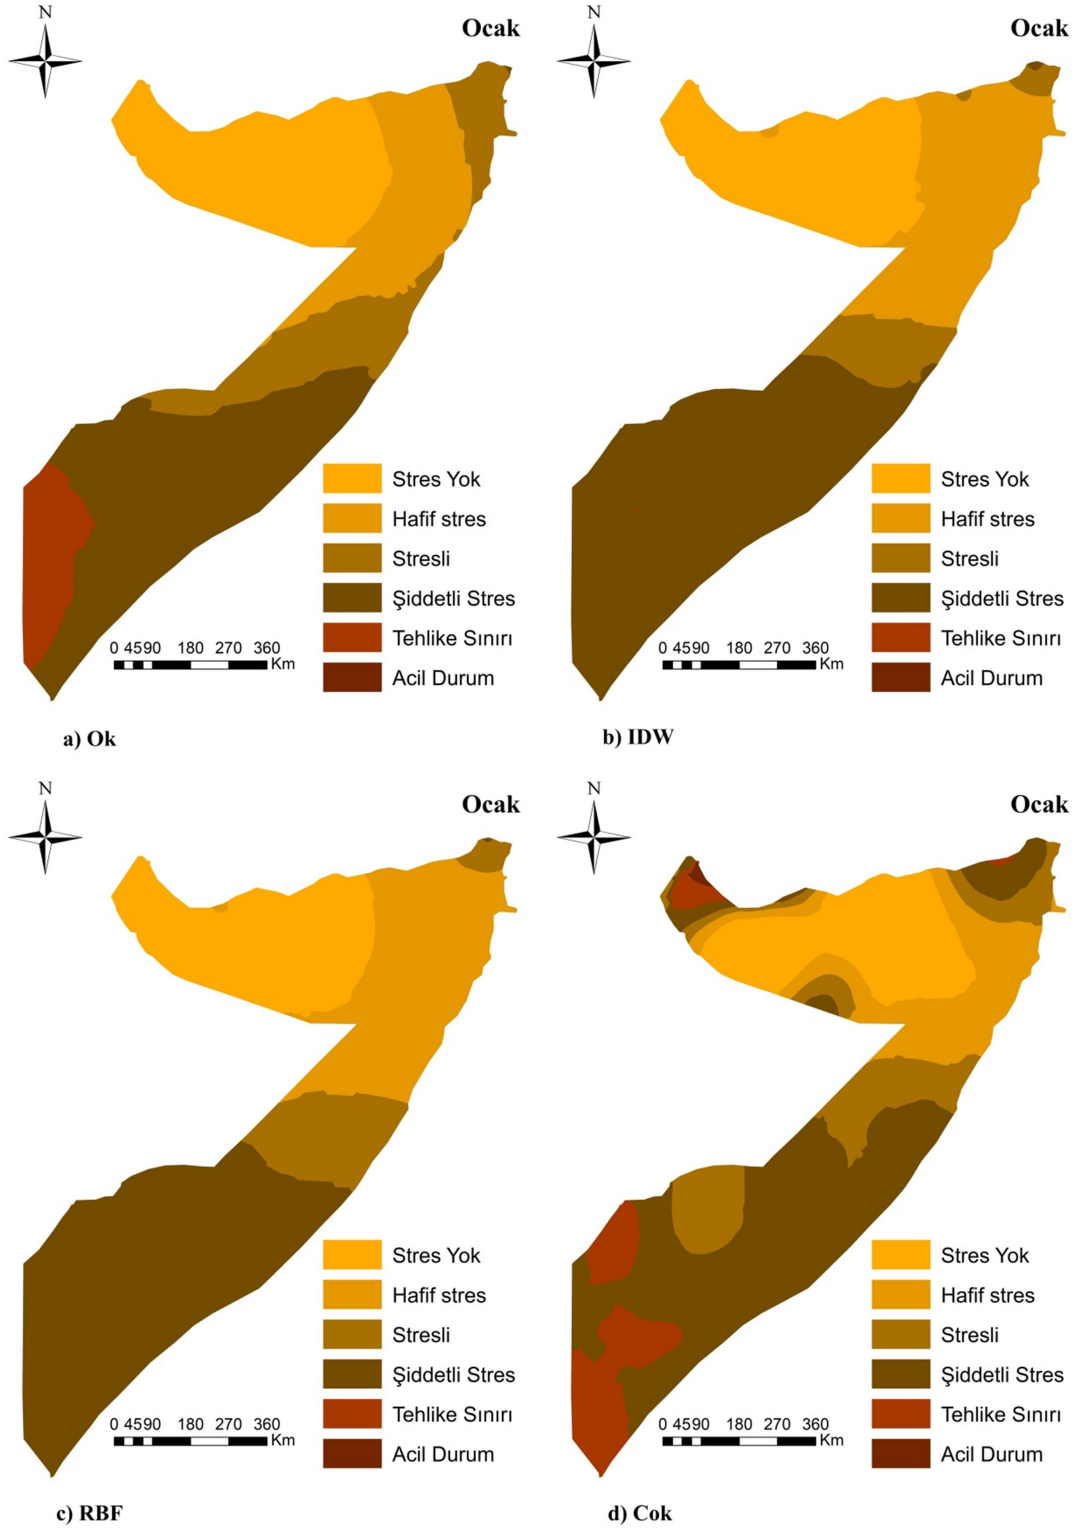 N
Ocak
Stres Yok
Hafif stres
Stresli
Şiddetli Stres
Tehlike Sınırı
Acil Durum
0 4590 180 270 360
Km
a) Ok
N
Ocak
Stres Yok
Hafif stres
Stresli
Şiddetli Stres
Tehlike Sınırı
Acil Durum
0 4590 180 270 360
Km
b) IDW
N
Ocak
Stres Yok
Hafif stres
Stresli
Şiddetli Stres
Tehlike Sınırı
Acil Durum
0 4590 180 270 360
Km
c) RBF
N
Ocak
Stres Yok
Hafif stres
Stresli
Şiddetli Stres
Tehlike Sınırı
Acil Durum
0 4590 180 270 360
Km
d) Cok